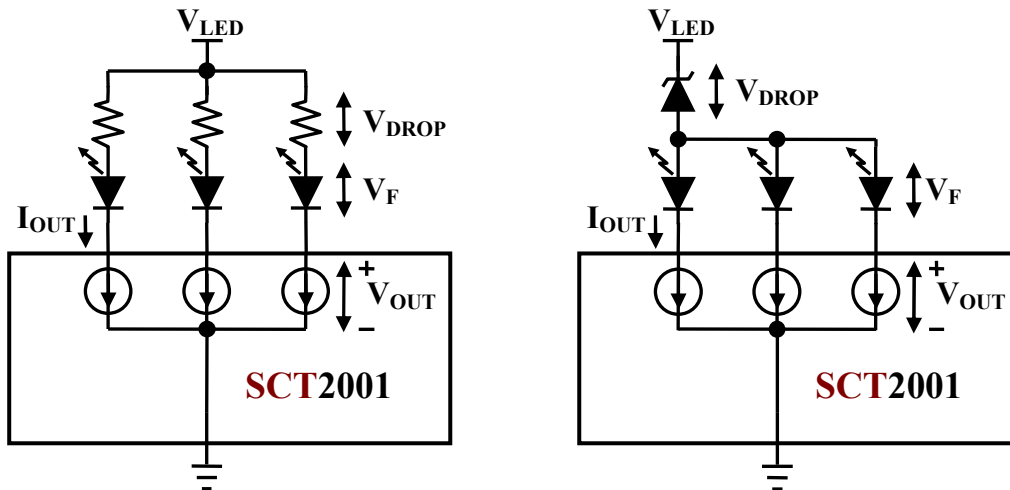 VLED
VDROP
VF
IOUT
+
VOUT
−
SCT2001
VLED
VDROP
VF
IOUT
+
VOUT
−
SCT2001